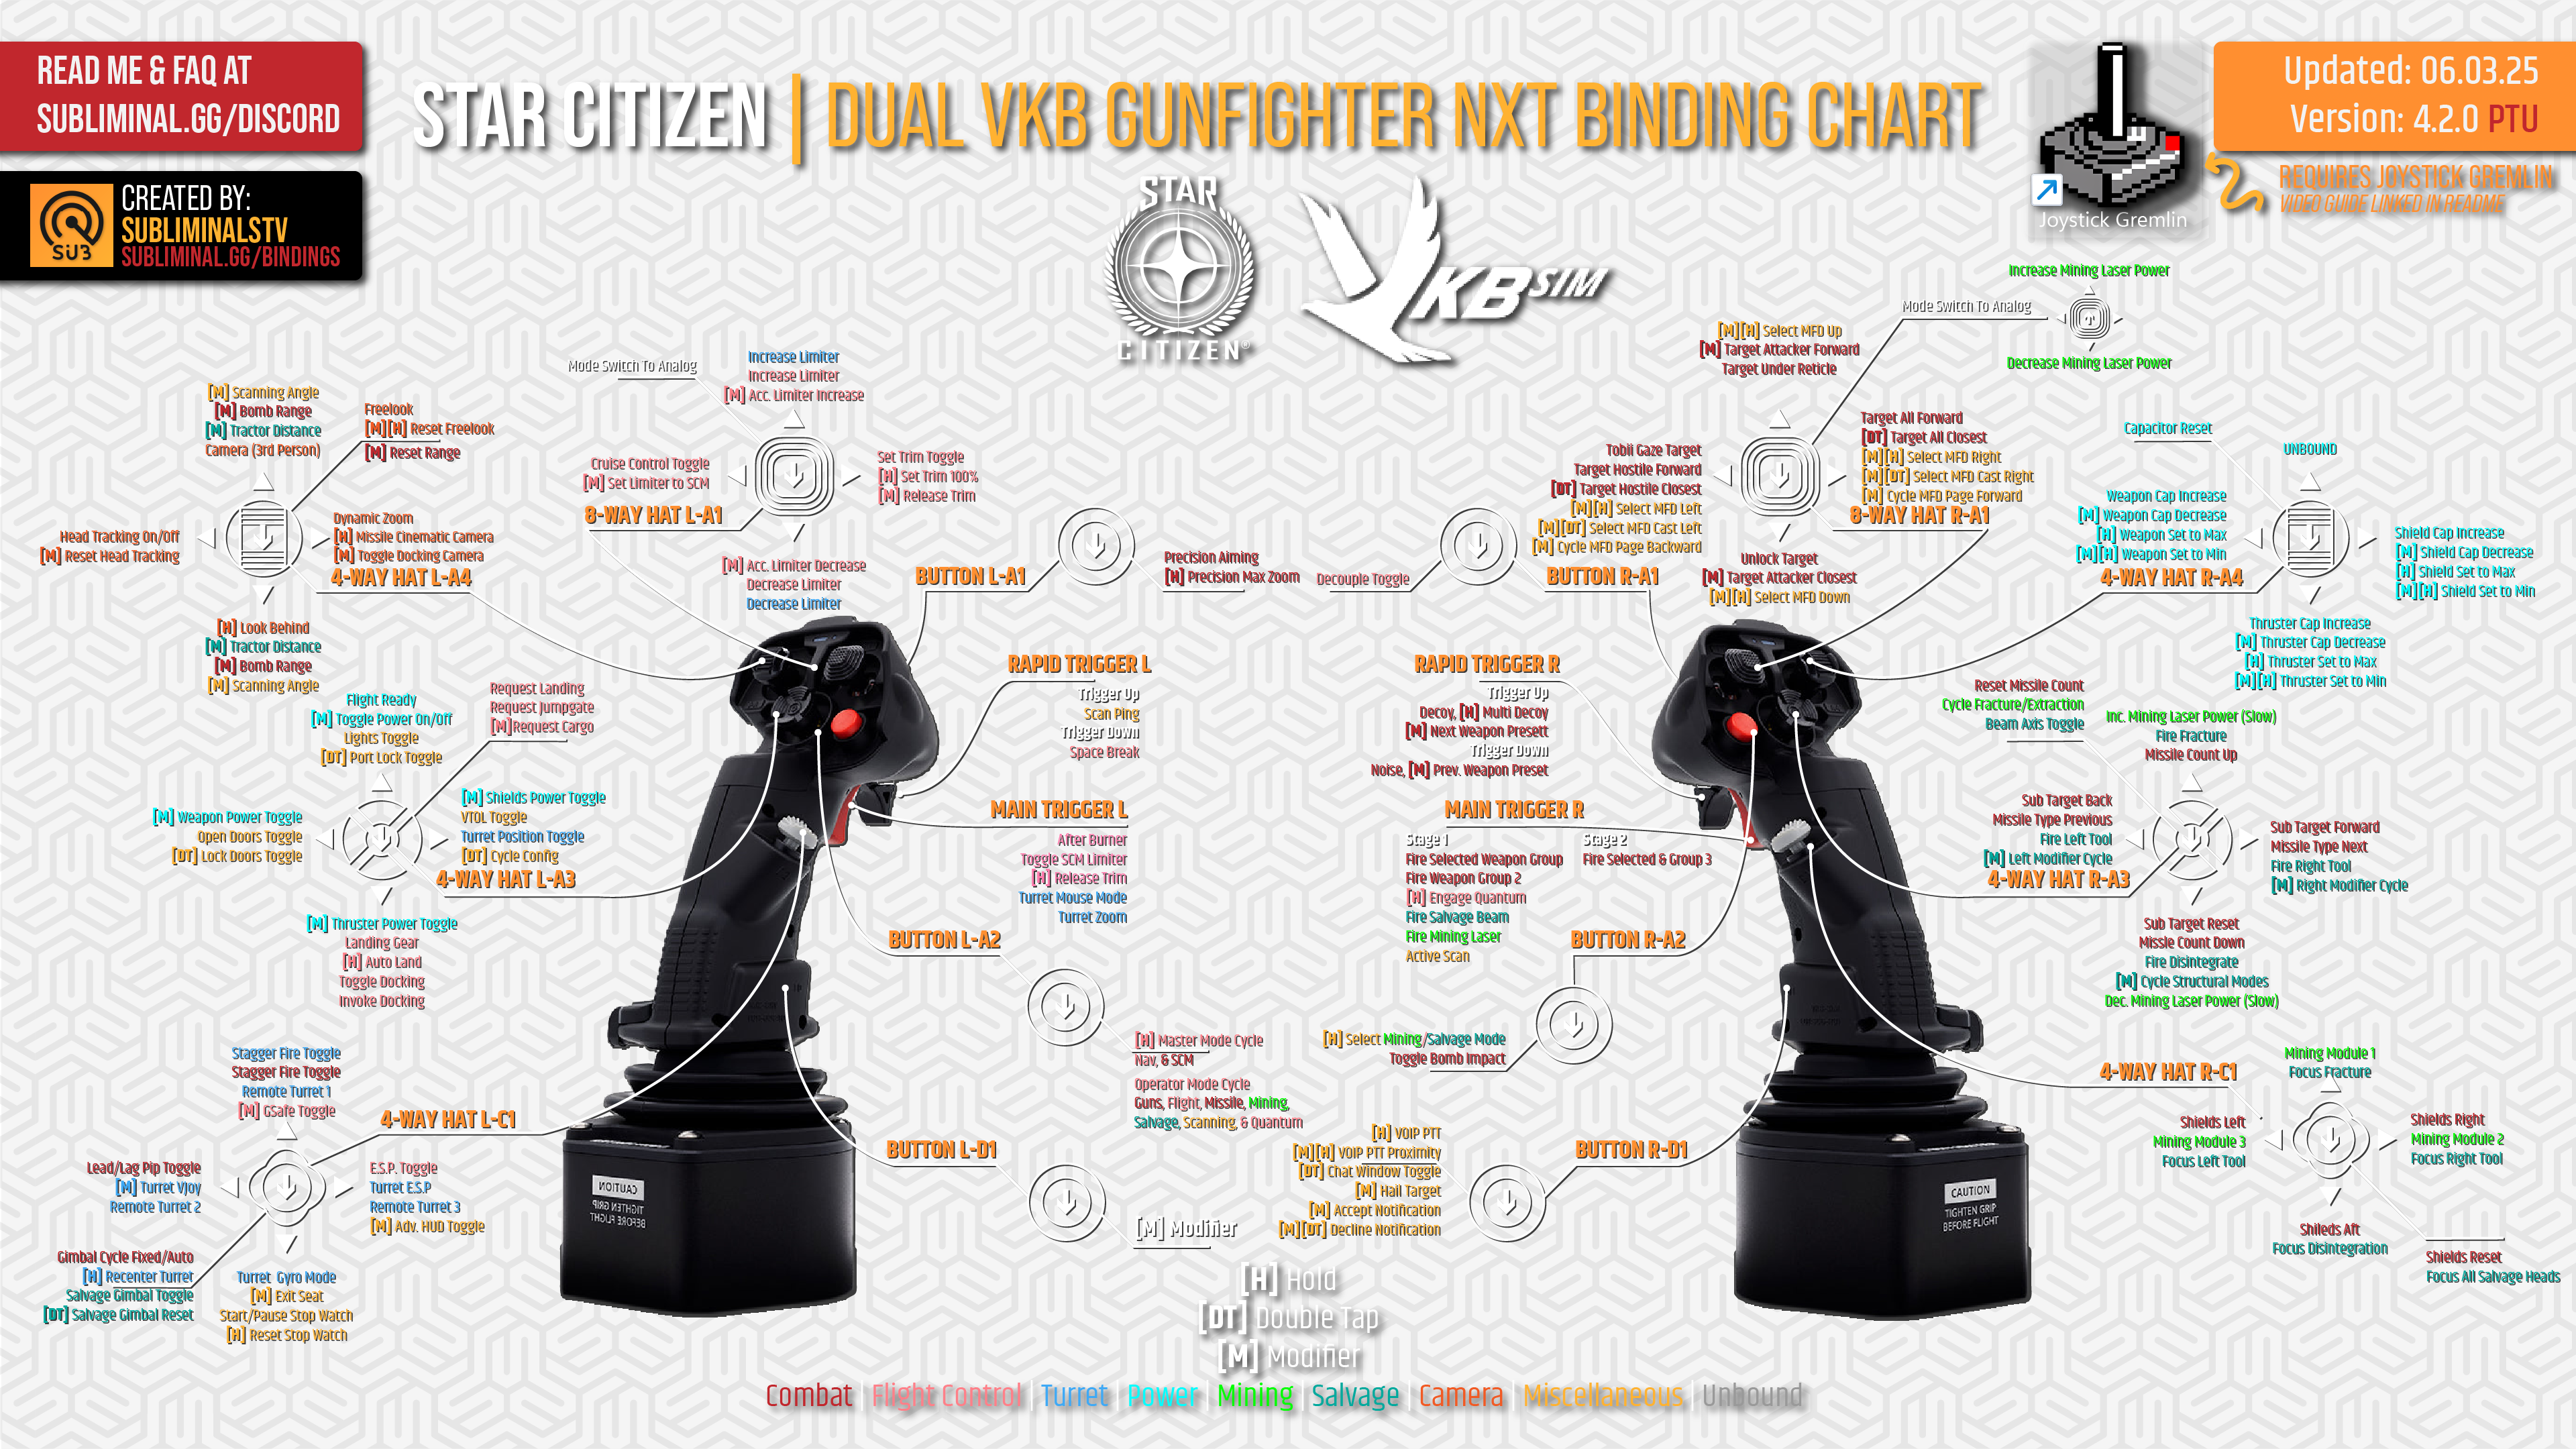 READ ME & FAQ AT
SUBLIMINAL.GG/DISCORD
CREATED BY:
SUBLIMINALSTV
SUBLIMINAL.GG/BINDINGS
SUB
STAR CITIZEN | DUAL VKB GUNFIGHTER NXT BINDING CHART
STAR
CITIZEN®
VKB SIM
Joystick Gremlin
Updated: 06.03.25
Version: 4.2.0 PTU
REQUIRES JOYSTICK GREMLIN
VIDEO GUIDE LINKED IN README
[M] Scanning Angle
[M] Bomb Range
[M] Tractor Distance
Camera (3rd Person)
Freelook
[M][H] Reset Freelook
[M] Reset Range
Head Tracking On/Off
[M] Reset Head Tracking
Dynamic Zoom
[H] Missile Cinematic Camera
[M] Toggle Docking Camera
4-WAY HAT L-A4
[H] Look Behind
[M] Tractor Distance
[M] Bomb Range
[M] Scanning Angle
Mode Switch To Analog
Increase Limiter
Increase Limiter
[M] Acc. Limiter Increase
Cruise Control Toggle
[M] Set Limiter to SCM
8-WAY HAT L-A1
Set Trim Toggle
[H] Set Trim 100%
[M] Release Trim
[M] Acc. Limiter Decrease
Decrease Limiter
Decrease Limiter
BUTTON L-A1
Precision Aiming
[H] Precision Max Zoom
RAPID TRIGGER L
Trigger Up
Scan Ping
Trigger Down
Space Break
MAIN TRIGGER L
After Burner
Toggle SCM Limiter
[H] Release Trim
Turret Mouse Mode
Turret Zoom
Flight Ready
[M] Toggle Power On/Off
Lights Toggle
[DT] Port Lock Toggle
Request Landing
Request Jumpgate
[M]Request Cargo
[M] Weapon Power Toggle
Open Doors Toggle
[DT] Lock Doors Toggle
[M] Shields Power Toggle
VTOL Toggle
Turret Position Toggle
[DT] Cycle Config
4-WAY HAT L-A3
[M] Thruster Power Toggle
Landing Gear
[H] Auto Land
Toggle Docking
Invoke Docking
BUTTON L-A2
[H] Master Mode Cycle
Nav, & SCM
Operator Mode Cycle
Guns, Flight, Missile, Mining,
Salvage, Scanning, & Quantum
Stagger Fire Toggle
Stagger Fire Toggle
Remote Turret 1
[M] GSafe Toggle
4-WAY HAT L-C1
Lead/Lag Pip Toggle
[M] Turret VJoy
Remote Turret 2
E.S.P. Toggle
Turret E.S.P
Remote Turret 3
[M] Adv. HUD Toggle
Gimbal Cycle Fixed/Auto
[H] Recenter Turret
Salvage Gimbal Toggle
[DT] Salvage Gimbal Reset
Turret Gyro Mode
[M] Exit Seat
Start/Pause Stop Watch
[H] Reset Stop Watch
BUTTON L-D1
[M] Modifier
CAUTION
TIGHTEN GRIP
BEFORE FLIGHT
Increase Mining Laser Power
Mode Switch To Analog
Decrease Mining Laser Power
[M][H] Select MFD Up
[M] Target Attacker Forward
Target Under Reticle
Tobii Gaze Target
Target Hostile Forward
[DT] Target Hostile Closest
[M][H] Select MFD Left
[M][DT] Select MFD Cast Left
[M] Cycle MFD Page Backward
Target All Forward
[DT] Target All Closest
[M][H] Select MFD Right
[M][DT] Select MFD Cast Right
[M] Cycle MFD Page Forward
8-WAY HAT R-A1
Unlock Target
[M] Target Attacker Closest
[M][H] Select MFD Down
Decouple Toggle
BUTTON R-A1
Capacitor Reset
UNBOUND
Weapon Cap Increase
[M] Weapon Cap Decrease
[H] Weapon Set to Max
[M][H] Weapon Set to Min
4-WAY HAT R-A4
Shield Cap Increase
[M] Shield Cap Decrease
[H] Shield Set to Max
[M][H] Shield Set to Min
Thruster Cap Increase
[M] Thruster Cap Decrease
[H] Thruster Set to Max
[M][H] Thruster Set to Min
RAPID TRIGGER R
Trigger Up
Decoy, [H] Multi Decoy
[M] Next Weapon Presett
Trigger Down
Noise, [M] Prev. Weapon Preset
MAIN TRIGGER R
Stage 1
Fire Selected Weapon Group
Fire Weapon Group 2
[H] Engage Quantum
Fire Salvage Beam
Fire Mining Laser
Active Scan
Stage 2
Fire Selected & Group 3
Reset Missile Count
Cycle Fracture/Extraction
Beam Axis Toggle
Inc. Mining Laser Power (Slow)
Fire Fracture
Missile Count Up
Sub Target Back
Missile Type Previous
Fire Left Tool
[M] Left Modifier Cycle
4-WAY HAT R-A3
Sub Target Forward
Missile Type Next
Fire Right Tool
[M] Right Modifier Cycle
Sub Target Reset
Missle Count Down
Fire Disintegrate
[M] Cycle Structural Modes
Dec. Mining Laser Power (Slow)
BUTTON R-A2
[H] Select Mining/Salvage Mode
Toggle Bomb Impact
[H] VOIP PTT
[M][H] VOIP PTT Proximity
[DT] Chat Window Toggle
[M] Hail Target
[M] Accept Notification
[M][DT] Decline Notification
BUTTON R-D1
4-WAY HAT R-C1
Mining Module 1
Focus Fracture
Shields Left
Mining Module 3
Focus Left Tool
Shields Right
Mining Module 2
Focus Right Tool
Shileds Aft
Focus Disintegration
Shields Reset
Focus All Salvage Heads
CAUTION
TIGHTEN GRIP
BEFORE FLIGHT
[H] Hold
[DT] Double Tap
[M] Modifier
Combat | Flight Control | Turret | Power | Mining | Salvage | Camera | Miscellaneous | Unbound